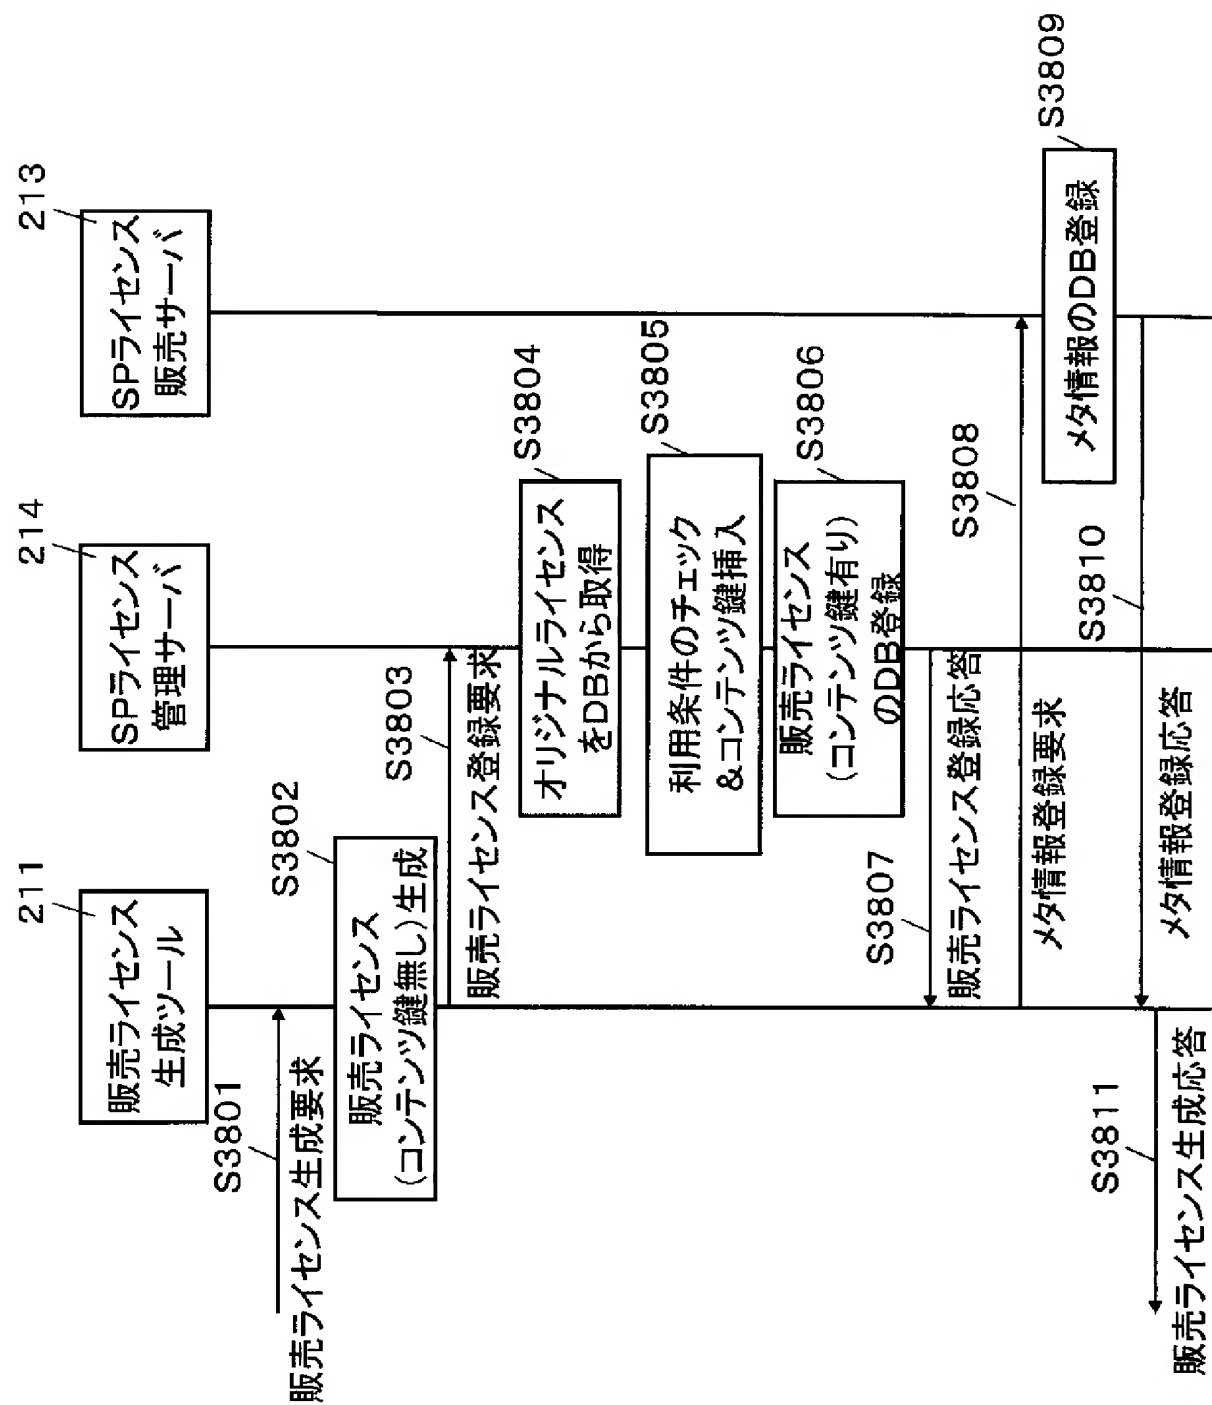 211
販売ライセンス
生成ツール
214
SPライセンス
管理サーバ
213
SPライセンス
販売サーバ
S3801
販売ライセンス生成要求
S3802
販売ライセンス
(コンテンツ鍵無し)生成
S3803
販売ライセンス登録要求
S3804
オリジナルライセンス
をDBから取得
S3805
利用条件のチェック
&コンテンツ鍵挿入
S3806
販売ライセンス
(コンテンツ鍵有り)
のDB登録
S3807
販売ライセンス登録応答
S3808
メタ情報登録要求
S3809
メタ情報のDB登録
S3810
メタ情報登録応答
S3811
販売ライセンス生成応答